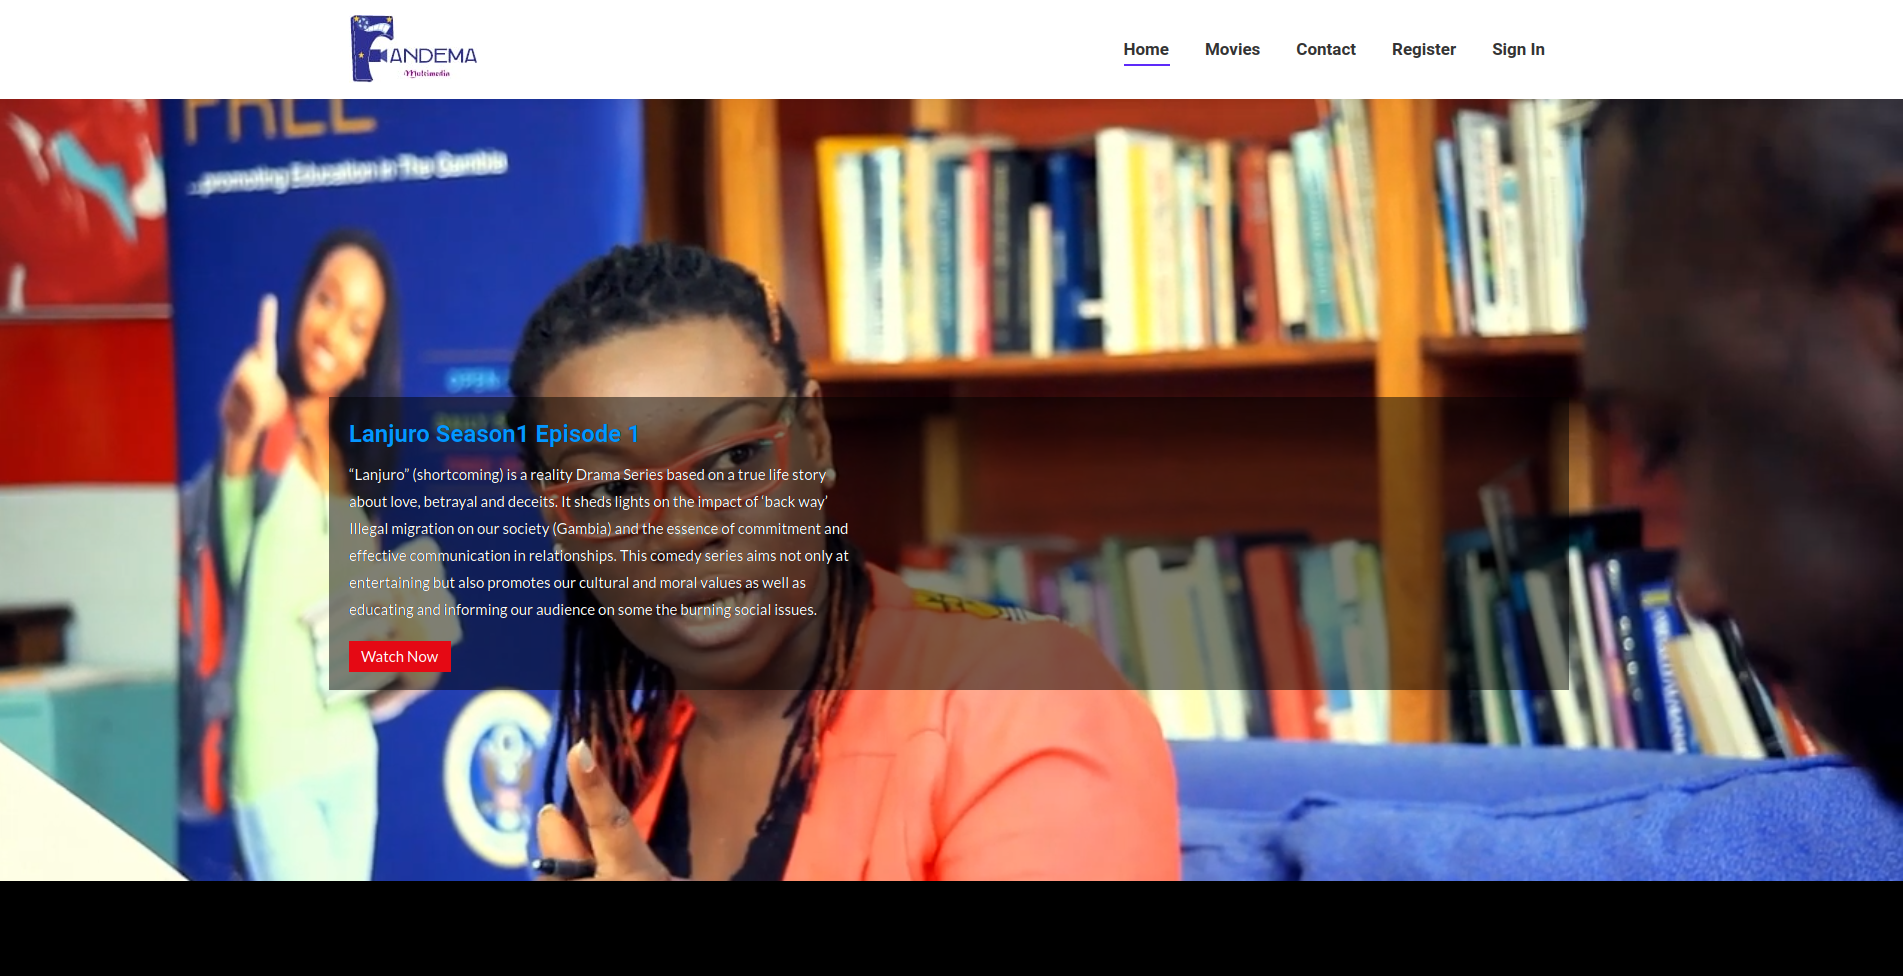 FANDEMA
Multimedia
Home Movies Contact Register Sign In
FREE
...promoting Education in The Gambia
OPEN
Lanjuro Season1 Episode 1
“Lanjuro” (shortcoming) is a reality Drama Series based on a true life story
about love, betrayal and deceits. It sheds lights on the impact of ‘back way’
Illegal migration on our society (Gambia) and the essence of commitment and
effective communication in relationships. This comedy series aims not only at
entertaining but also promotes our cultural and moral values as well as
educating and informing our audience on some the burning social issues.
Watch Now